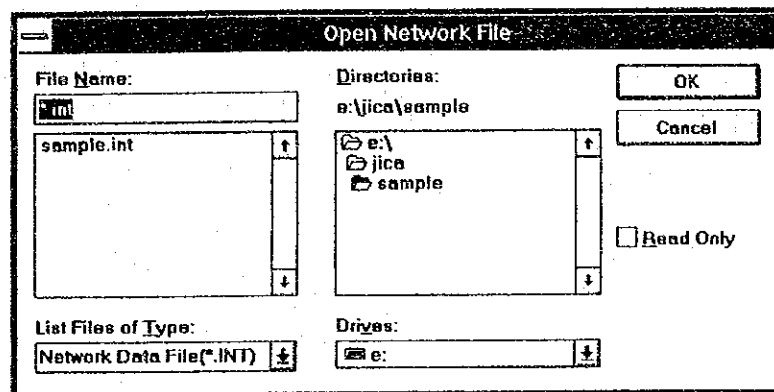 Open Network File
File Name:
*.int
sample.int
List Files of Type:
Network Data File(*.INT)
Directories:
e:\jica\sample
e:\
jica
sample
Drives:
e:
OK
Cancel
Read Only